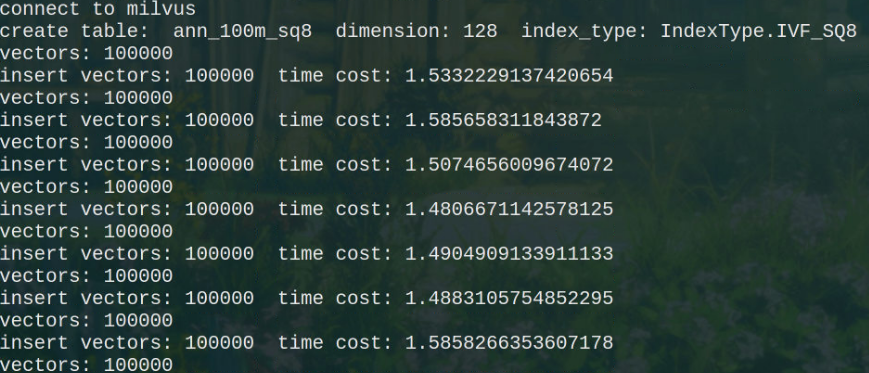 connect to milvus
create table:  ann_100m_sq8  dimension: 128  index_type: IndexType.IVF_SQ8
vectors: 100000
insert vectors: 100000  time cost: 1.5332229137420654
vectors: 100000
insert vectors: 100000  time cost: 1.585658311843872
vectors: 100000
insert vectors: 100000  time cost: 1.5074656009674072
vectors: 100000
insert vectors: 100000  time cost: 1.4806671142578125
vectors: 100000
insert vectors: 100000  time cost: 1.4904909133911133
vectors: 100000
insert vectors: 100000  time cost: 1.4883105754852295
vectors: 100000
insert vectors: 100000  time cost: 1.5858266353607178
vectors: 100000